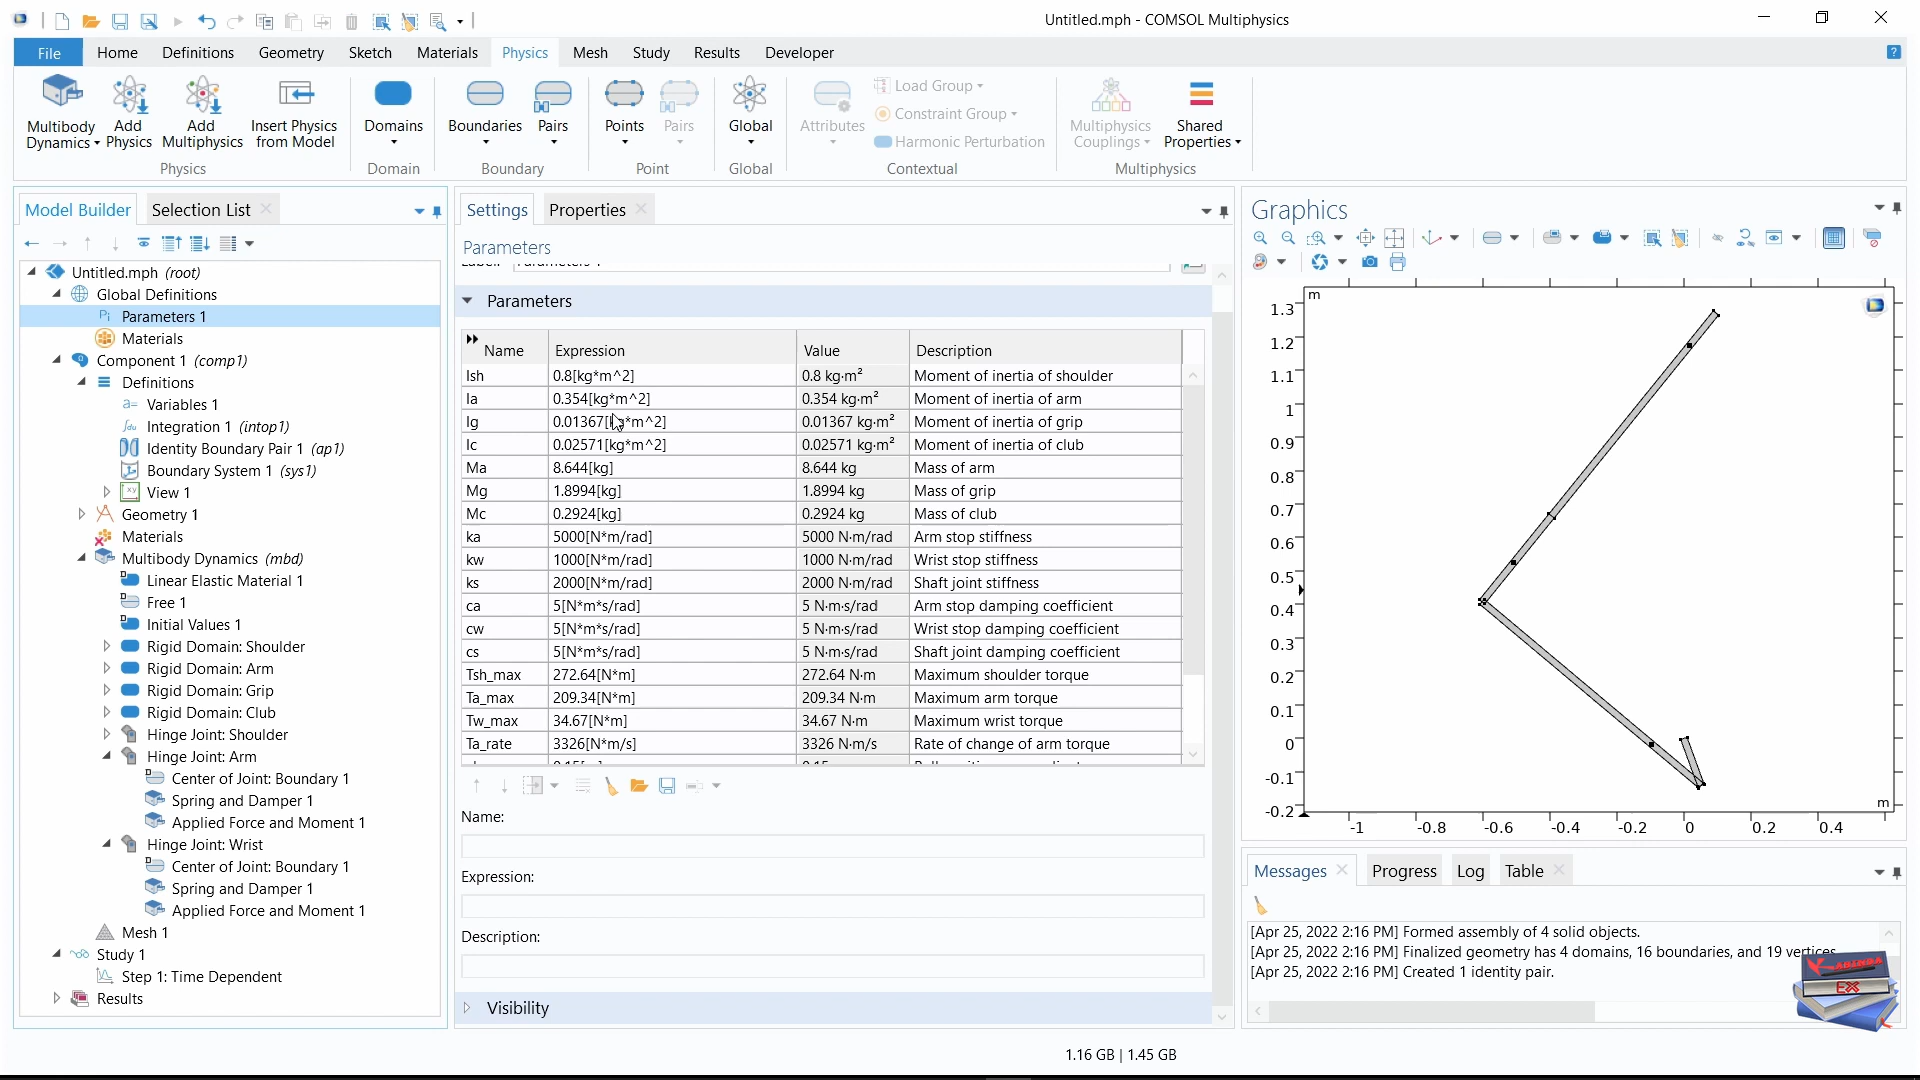 Untitled.mph - COMSOL Multiphysics
File Home Definitions Geometry Sketch Materials Physics Mesh Study Results Developer
Multibody Dynamics
Add Physics
Add Multiphysics
Insert Physics from Model
Physics
Domains
Domain
Boundaries
Pairs
Boundary
Points
Pairs
Point
Global
Global
Attributes
Load Group
Constraint Group
Harmonic Perturbation
Contextual
Multiphysics Couplings
Shared Properties
Multiphysics
Model Builder
Selection List
Untitled.mph (root)
Global Definitions
Pi Parameters 1
Materials
Component 1 (comp1)
Definitions
a= Variables 1
Integration 1 (intop1)
Identity Boundary Pair 1 (ap1)
Boundary System 1 (sys1)
View 1
Geometry 1
Materials
Multibody Dynamics (mbd)
Linear Elastic Material 1
Free 1
Initial Values 1
Rigid Domain: Shoulder
Rigid Domain: Arm
Rigid Domain: Grip
Rigid Domain: Club
Hinge Joint: Shoulder
Hinge Joint: Arm
Center of Joint: Boundary 1
Spring and Damper 1
Applied Force and Moment 1
Hinge Joint: Wrist
Center of Joint: Boundary 1
Spring and Damper 1
Applied Force and Moment 1
Mesh 1
Study 1
Step 1: Time Dependent
Results
Settings
Properties
Parameters
Parameters
Name Expression Value Description
Ish 0.8[kg*m^2] 0.8 kg·m² Moment of inertia of shoulder
Ia 0.354[kg*m^2] 0.354 kg·m² Moment of inertia of arm
Ig 0.01367[kg*m^2] 0.01367 kg·m² Moment of inertia of grip
Ic 0.02571[kg*m^2] 0.02571 kg·m² Moment of inertia of club
Ma 8.644[kg] 8.644 kg Mass of arm
Mg 1.8994[kg] 1.8994 kg Mass of grip
Mc 0.2924[kg] 0.2924 kg Mass of club
ka 5000[N*m/rad] 5000 N·m/rad Arm stop stiffness
kw 1000[N*m/rad] 1000 N·m/rad Wrist stop stiffness
ks 2000[N*m/rad] 2000 N·m/rad Shaft joint stiffness
ca 5[N*m*s/rad] 5 N·m·s/rad Arm stop damping coefficient
cw 5[N*m*s/rad] 5 N·m·s/rad Wrist stop damping coefficient
cs 5[N*m*s/rad] 5 N·m·s/rad Shaft joint damping coefficient
Tsh_max 272.64[N*m] 272.64 N·m Maximum shoulder torque
Ta_max 209.34[N*m] 209.34 N·m Maximum arm torque
Tw_max 34.67[N*m] 34.67 N·m Maximum wrist torque
Ta_rate 3326[N*m/s] 3326 N·m/s Rate of change of arm torque
Name:
Expression:
Description:
Visibility
Graphics
m
1.3
1.2
1.1
1
0.9
0.8
0.7
0.6
0.5
0.4
0.3
0.2
0.1
0
-0.1
-0.2
m
-1 -0.8 -0.6 -0.4 -0.2 0 0.2 0.4
Messages Progress Log Table
[Apr 25, 2022 2:16 PM] Formed assembly of 4 solid objects.
[Apr 25, 2022 2:16 PM] Finalized geometry has 4 domains, 16 boundaries, and 19 vertices.
[Apr 25, 2022 2:16 PM] Created 1 identity pair.
EX
1.16 GB | 1.45 GB